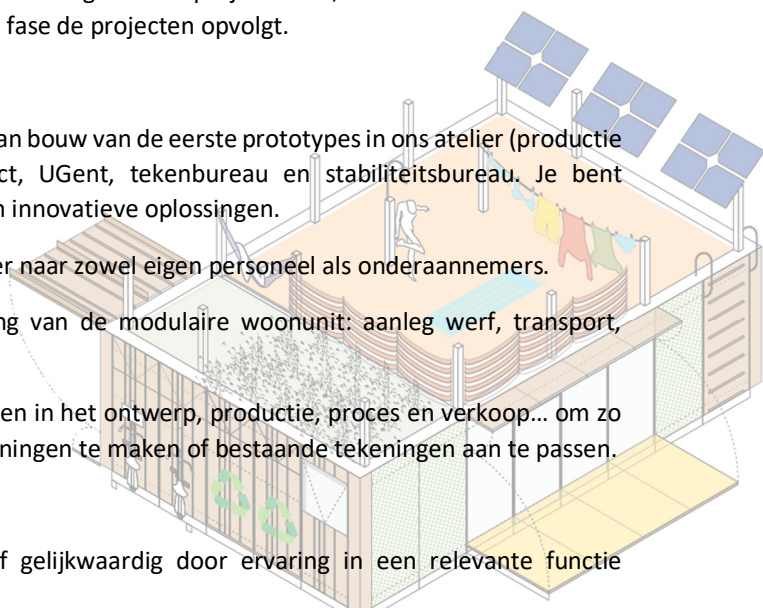 fase de projecten opvolgt.
an bouw van de eerste prototypes in ons atelier (productie
ct, UGent, tekenbureau en stabiliteitsbureau. Je bent
n innovatieve oplossingen.
er naar zowel eigen personeel als onderaannemers.
ng van de modulaire woonunit: aanleg werf, transport,
en in het ontwerp, productie, proces en verkoop… om zo
eningen te maken of bestaande tekeningen aan te passen.
f gelijkwaardig door ervaring in een relevante functie